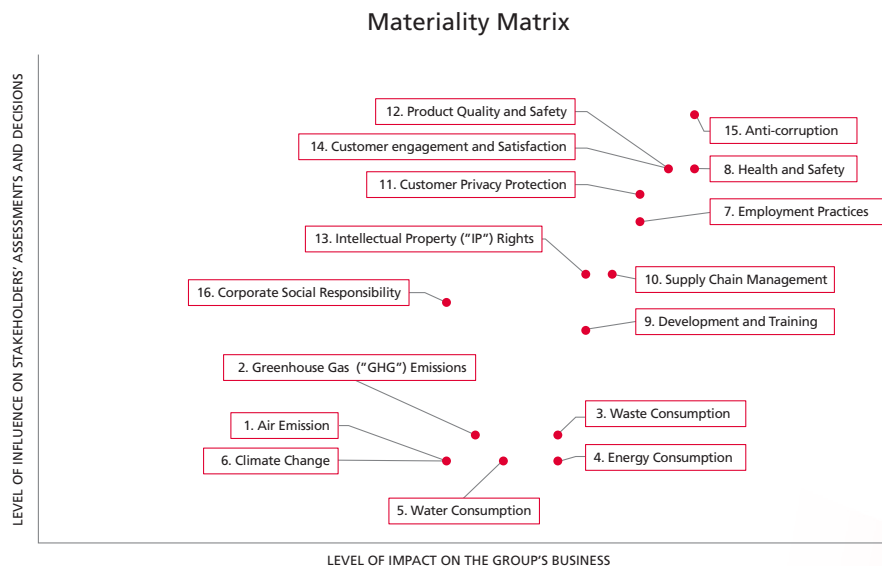 Materiality Matrix
LEVEL OF INFLUENCE ON STAKEHOLDERS' ASSESSMENTS AND DECISIONS
12. Product Quality and Safety
15. Anti-corruption
14. Customer engagement and Satisfaction
8. Health and Safety
11. Customer Privacy Protection
7. Employment Practices
13. Intellectual Property ("IP") Rights
10. Supply Chain Management
16. Corporate Social Responsibility
9. Development and Training
2. Greenhouse Gas ("GHG") Emissions
3. Waste Consumption
1. Air Emission
4. Energy Consumption
6. Climate Change
5. Water Consumption
LEVEL OF IMPACT ON THE GROUP'S BUSINESS